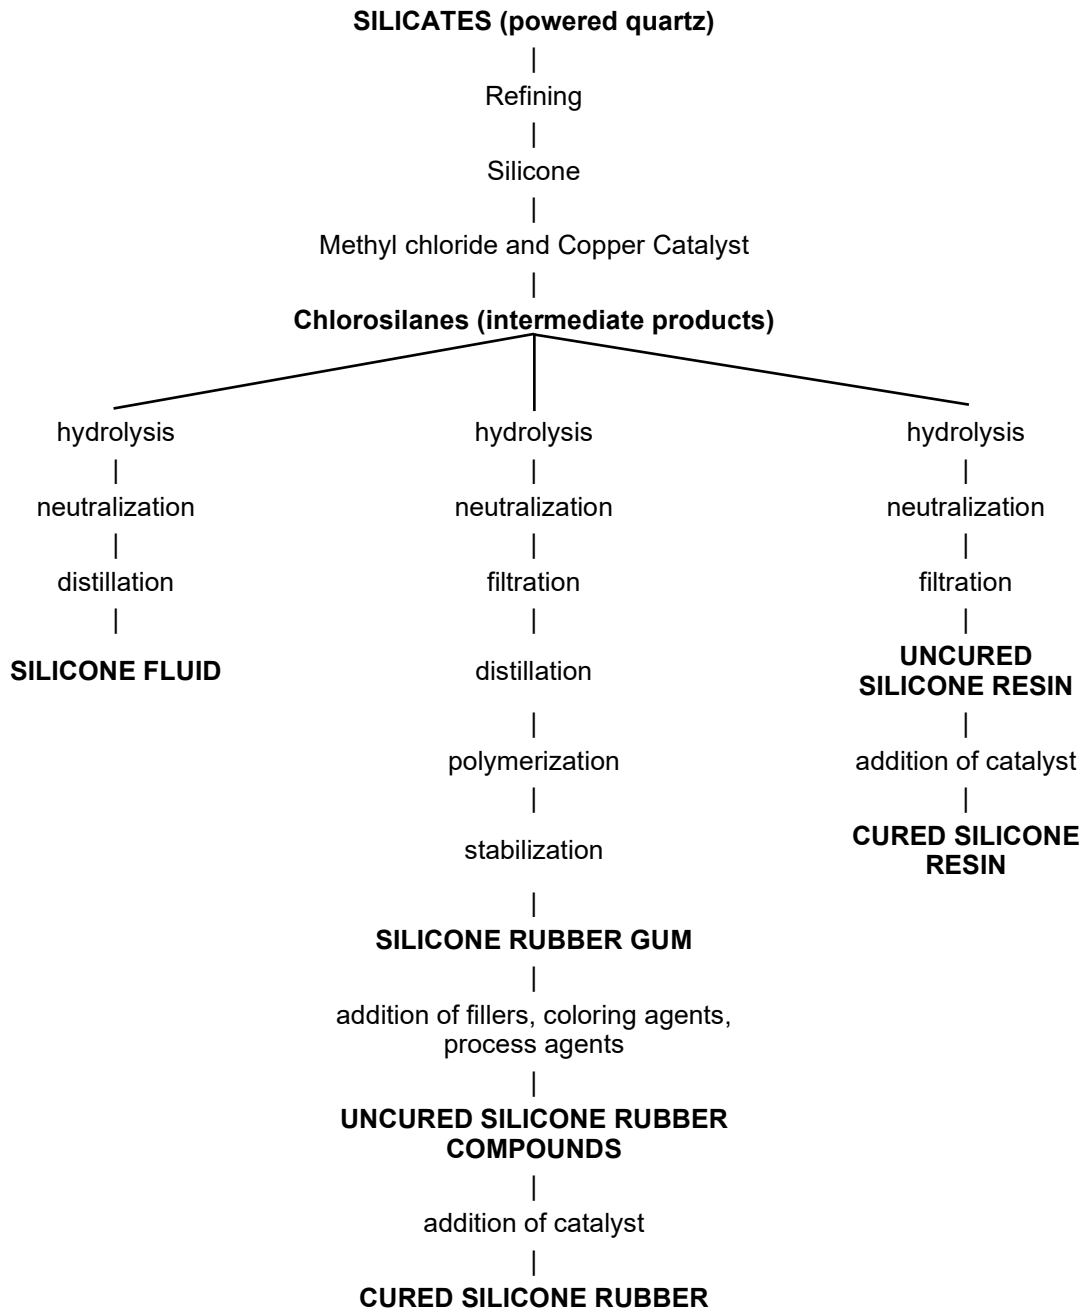 SILICATES (powered quartz)
Refining
Silicone
Methyl chloride and Copper Catalyst
Chlorosilanes (intermediate products)
hydrolysis
neutralization
distillation
SILICONE FLUID
hydrolysis
neutralization
filtration
distillation
polymerization
stabilization
SILICONE RUBBER GUM
addition of fillers, coloring agents,
process agents
UNCURED SILICONE RUBBER
COMPOUNDS
addition of catalyst
CURED SILICONE RUBBER
hydrolysis
neutralization
filtration
UNCURED
SILICONE RESIN
addition of catalyst
CURED SILICONE
RESIN